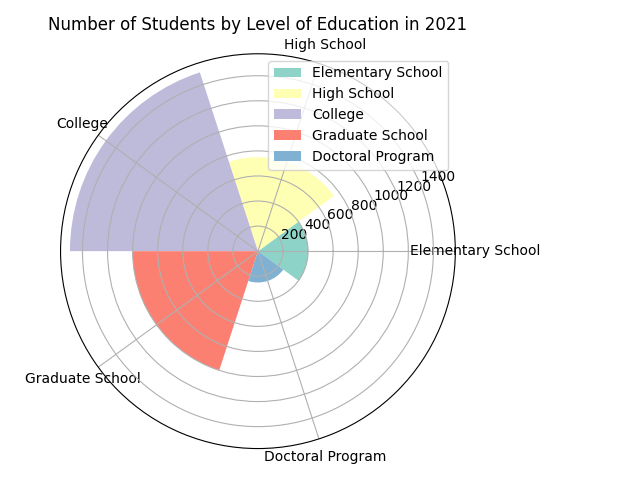 Number of Students by Level of Education in 2021
High School
Elementary School
High School
College
Graduate School
Doctoral Program
College
200
400
600
800
1000
1200
1400
Elementary School
Graduate School
Doctoral Program